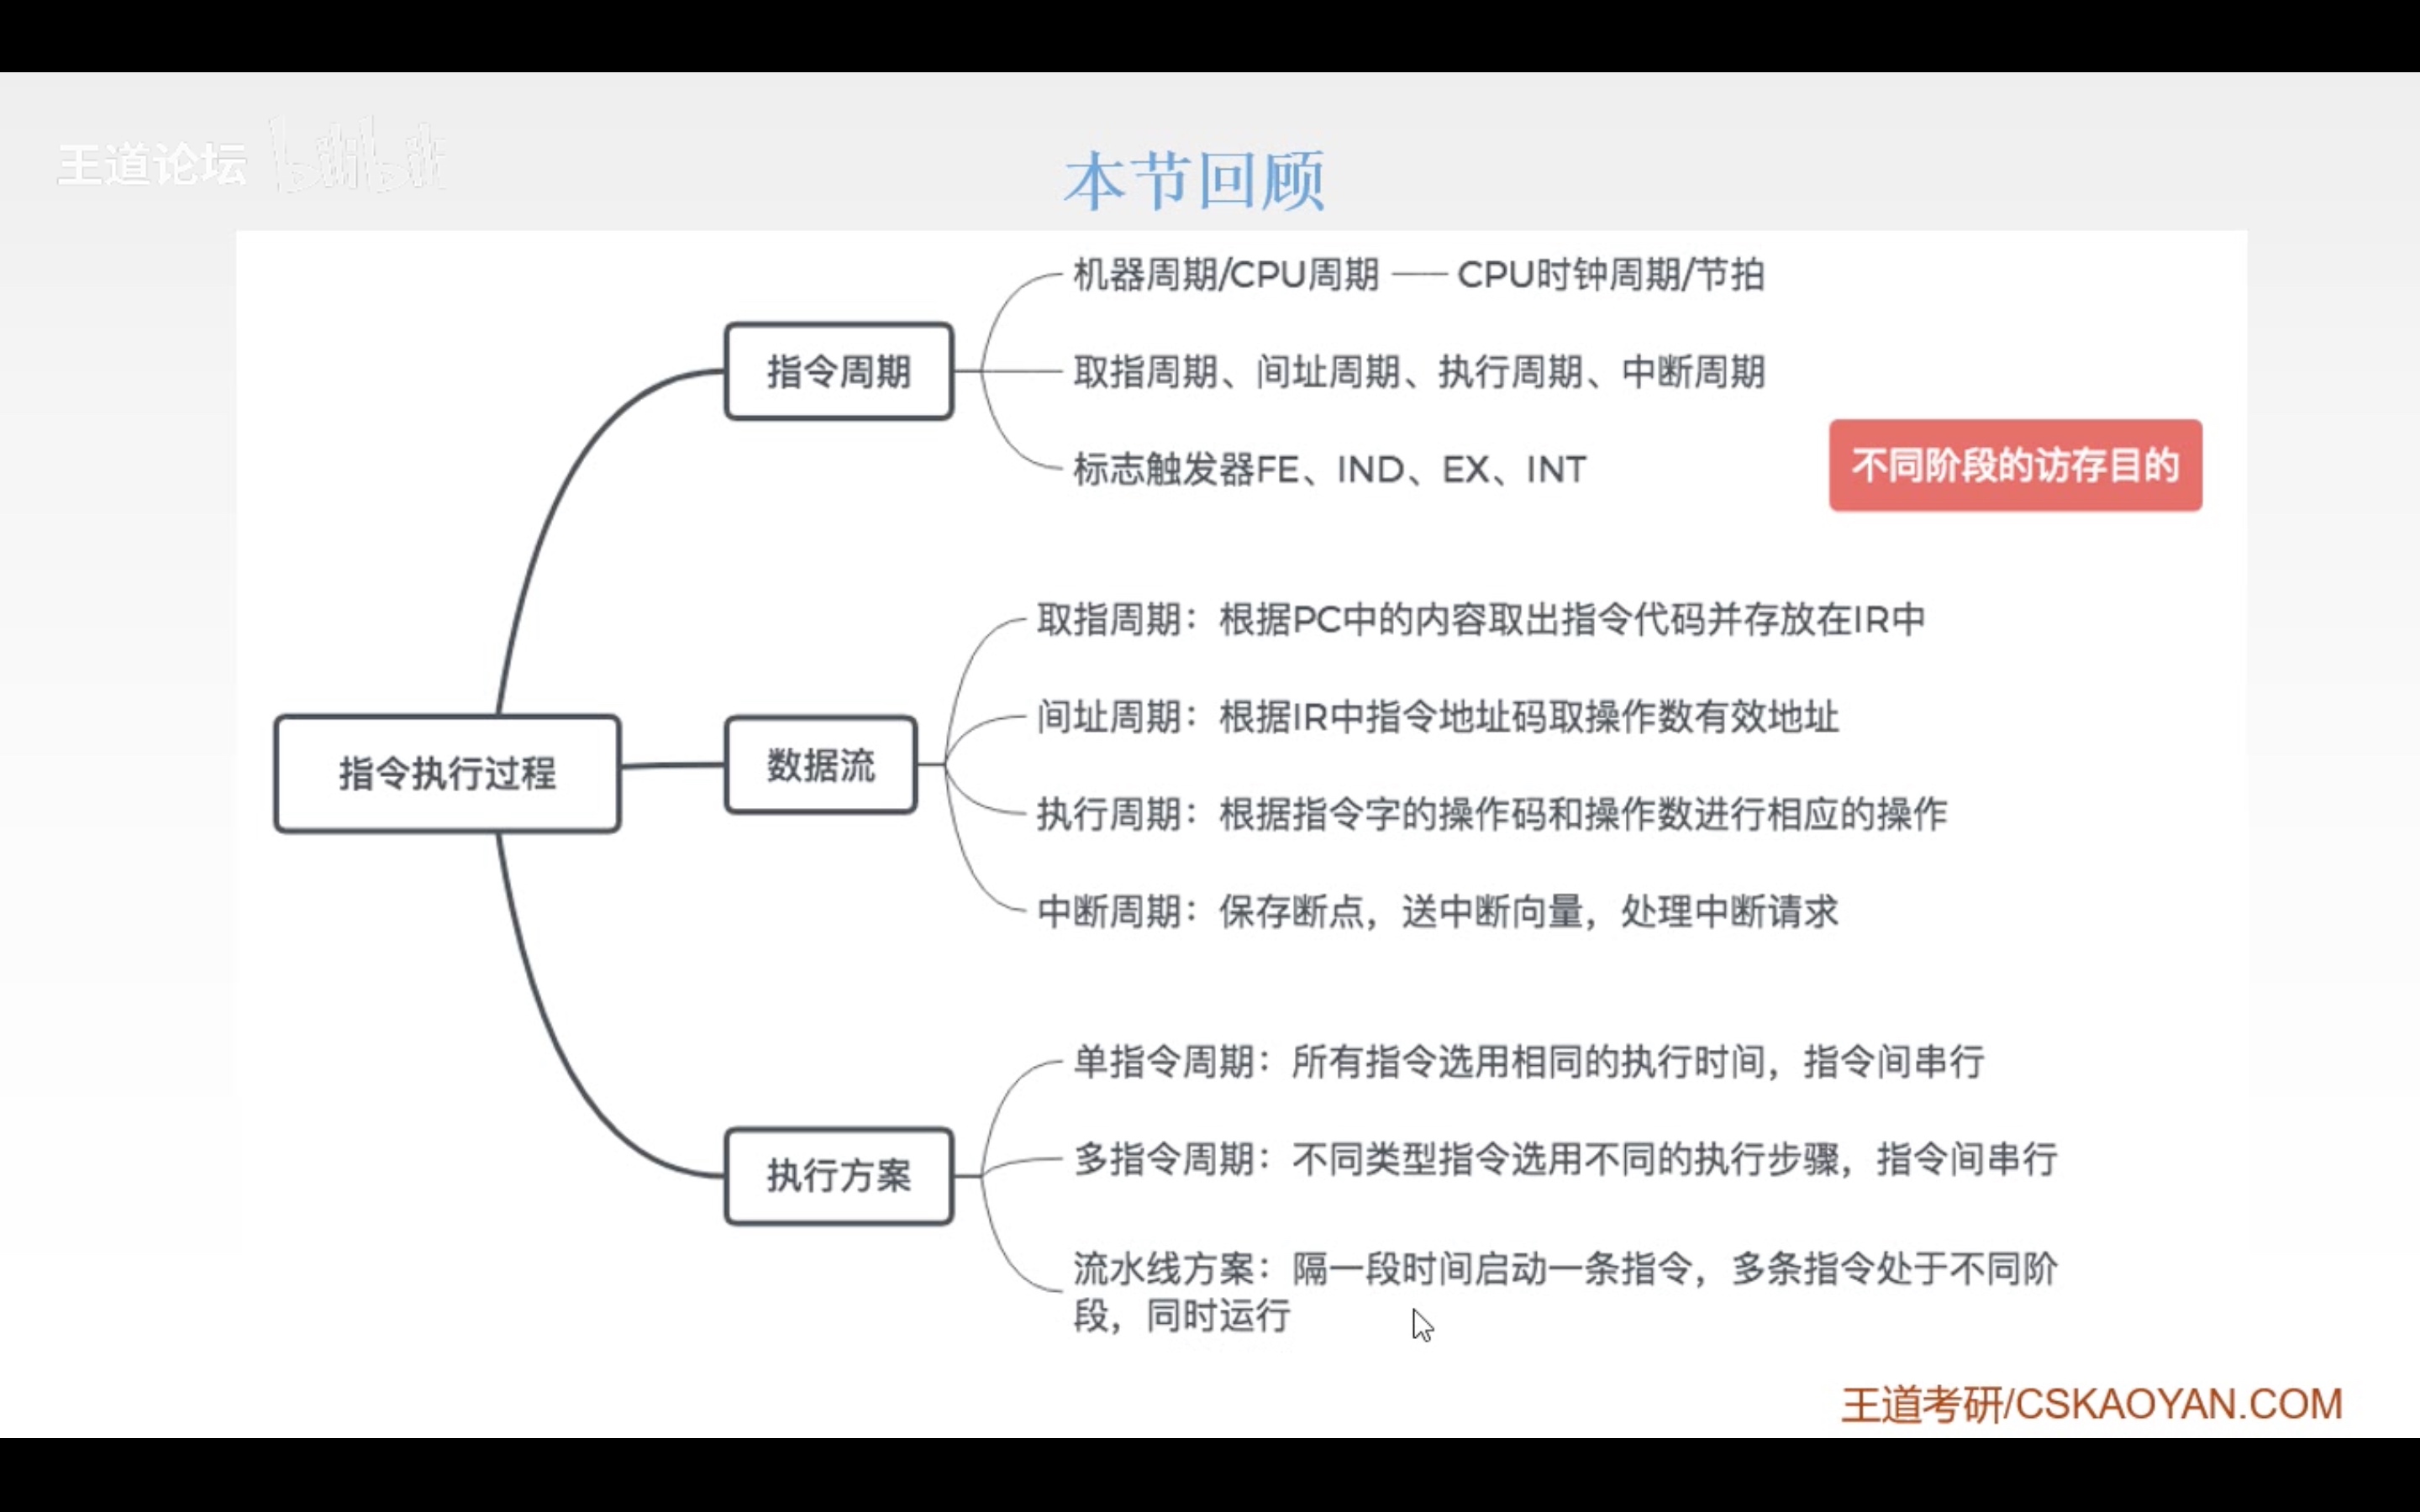 王道论坛 bilibili
本节回顾
机器周期/CPU周期 —— CPU时钟周期/节拍
指令周期
取指周期、间址周期、执行周期、中断周期
标志触发器FE、IND、EX、INT
不同阶段的访存目的
取指周期：根据PC中的内容取出指令代码并存放在IR中
间址周期：根据IR中指令地址码取操作数有效地址
指令执行过程
数据流
执行周期：根据指令字的操作码和操作数进行相应的操作
中断周期：保存断点，送中断向量，处理中断请求
单指令周期：所有指令选用相同的执行时间，指令间串行
执行方案
多指令周期：不同类型指令选用不同的执行步骤，指令间串行
流水线方案：隔一段时间启动一条指令，多条指令处于不同阶
段，同时运行
王道考研/CSKAOYAN.COM